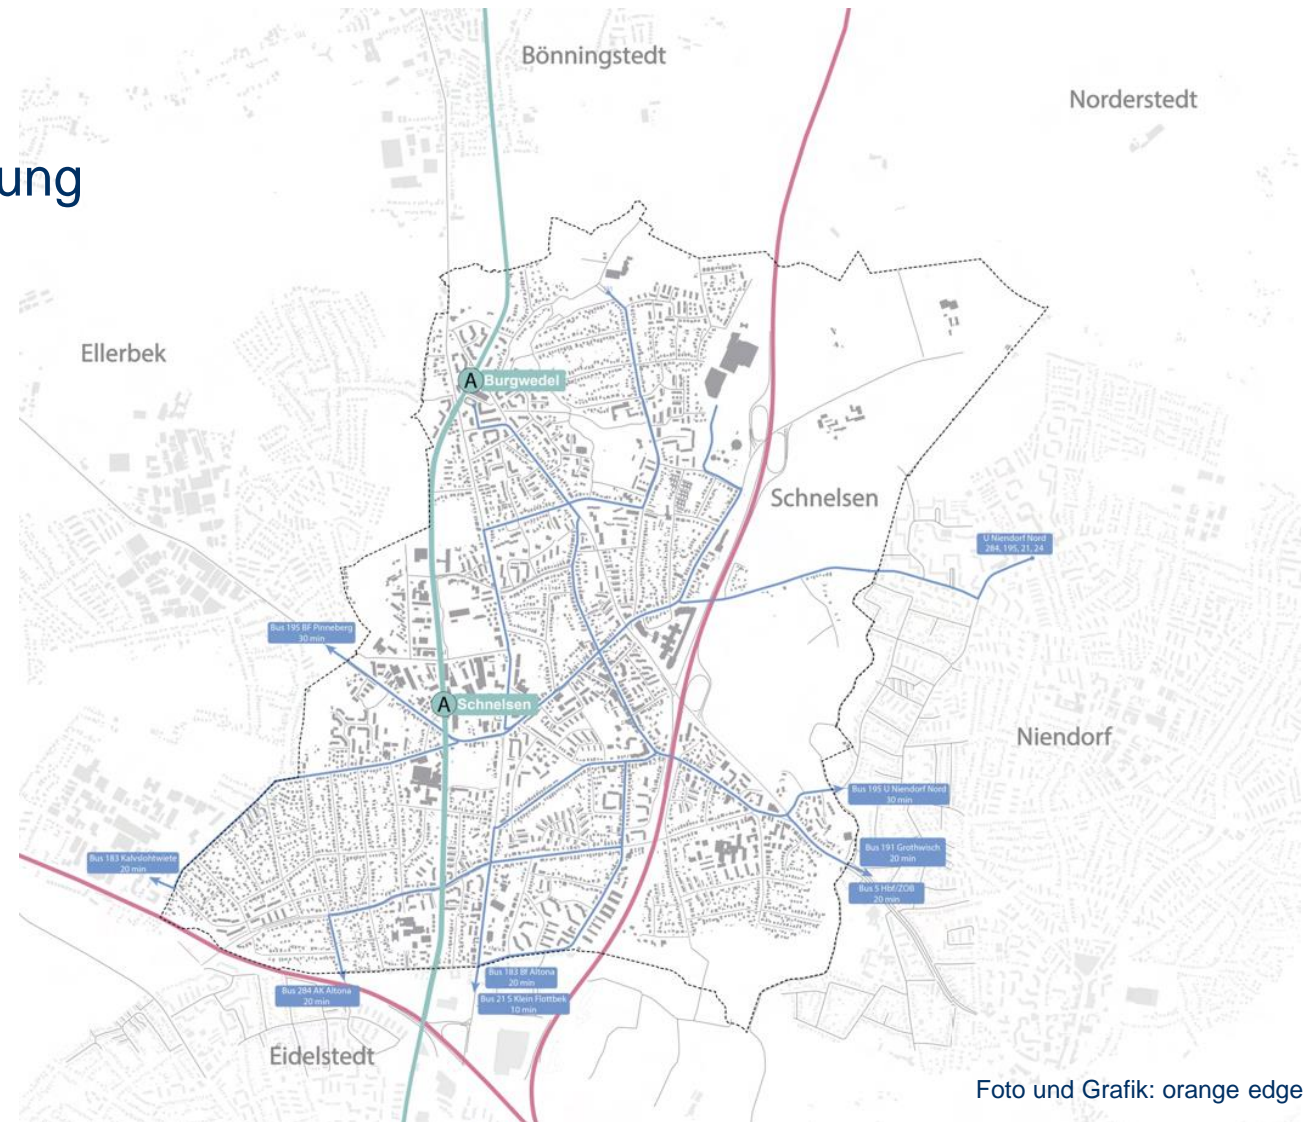 Bönningstedt
Norderstedt
ung
Ellerbek
A Burgwedel
Schnelsen
U Niendorf Nord
284, 195, 21, 24
Bus 195 BF Pinneberg
30 min
A Schnelsen
Niendorf
Bus 195 U Niendorf Nord
30 min
Bus 183 Kalvslohtwiete
20 min
Bus 191 Grothwisch
20 min
Bus 5 Hbf/ZOB
20 min
Bus 183 Bf Altona
20 min
Bus 284 AK Altona
20 min
Bus 21 S Klein Flottbek
10 min
Eidelstedt
Foto und Grafik: orange edge